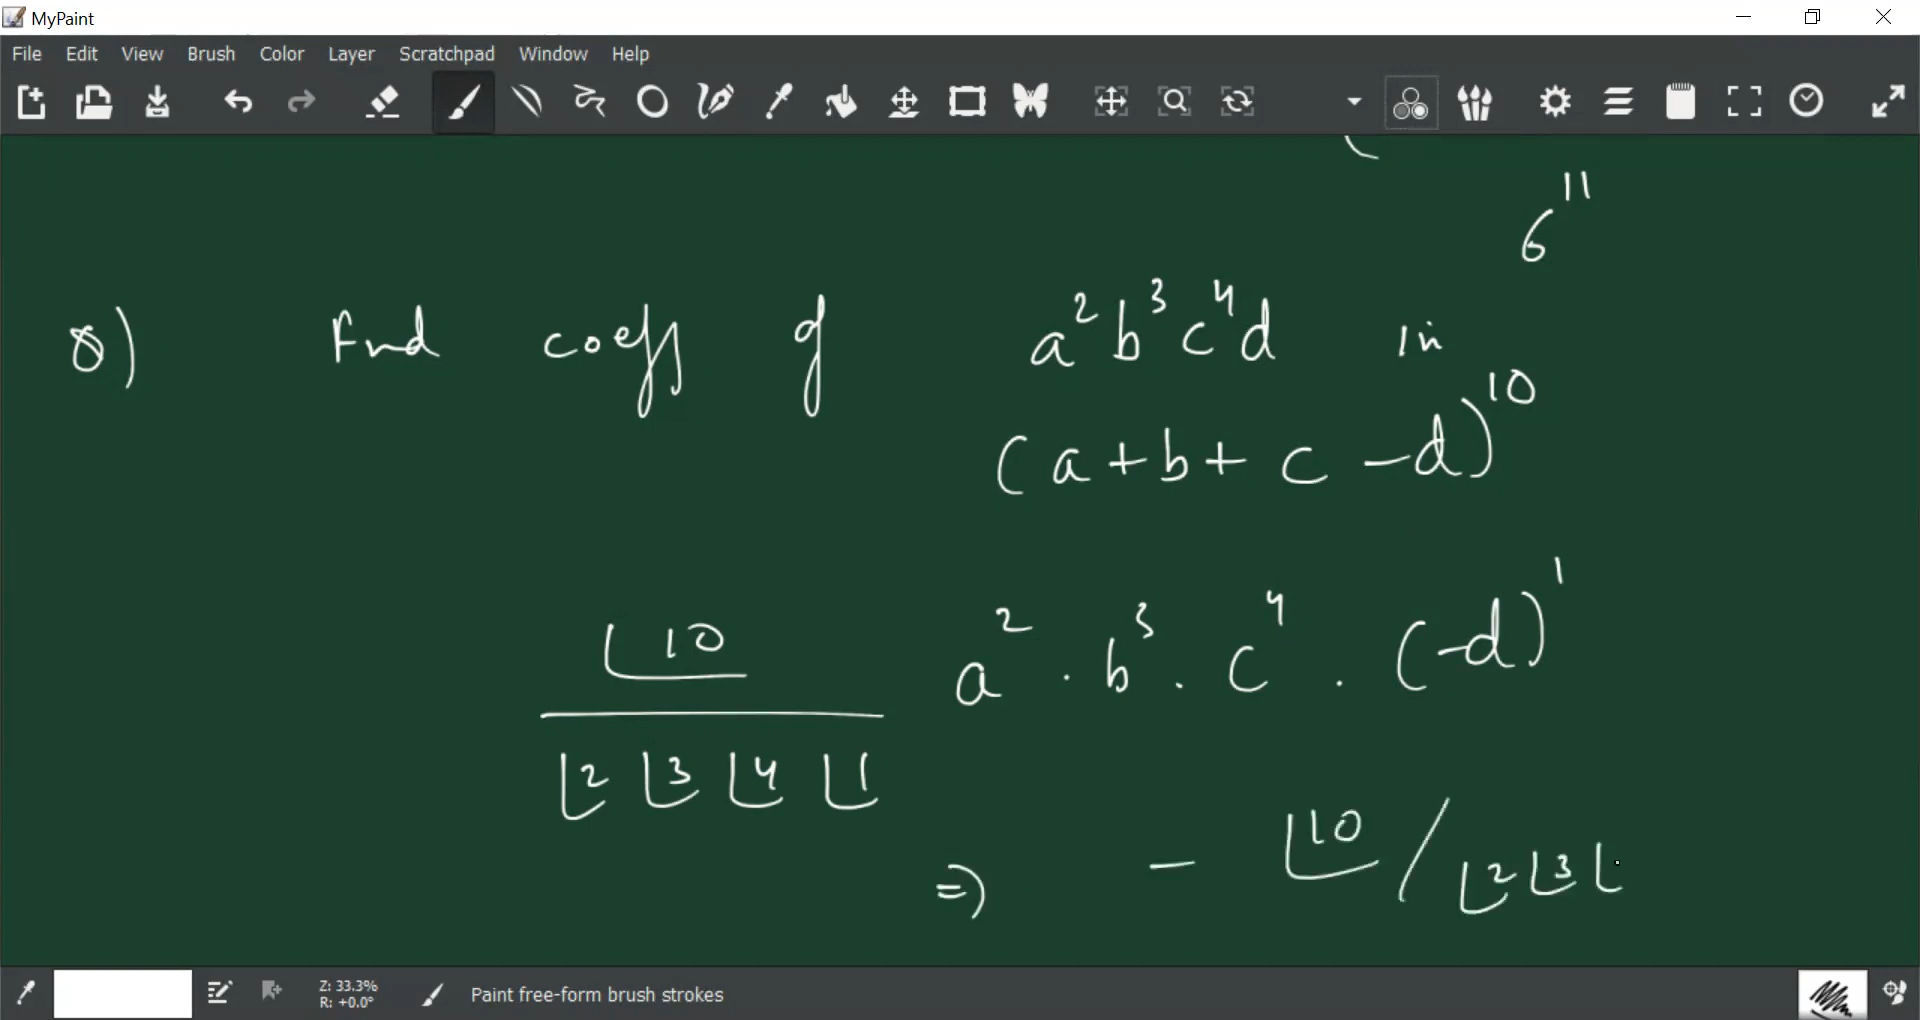 MyPaint
File Edit View Brush Color Layer Scratchpad Window Help
6¹¹
Q) Find coeff of a²b³c⁴d in
(a+b+c-d)¹⁰
⌊10 a² . b³ . c⁴ . (-d)¹
⌊2 ⌊3 ⌊4 ⌊1
=> - ⌊10 / ⌊2 ⌊3 ⌊
Z: 33.3%
R: +0.0°
Paint free-form brush strokes